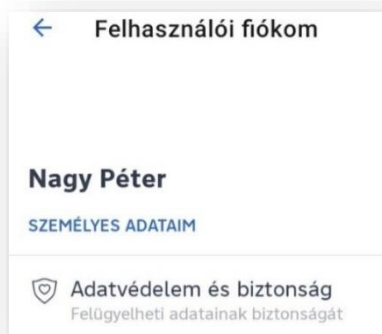 Felhasználói fiókom
Nagy Péter
SZEMÉLYES ADATAIM
Adatvédelem és biztonság
Felügyelheti adatainak biztonságát